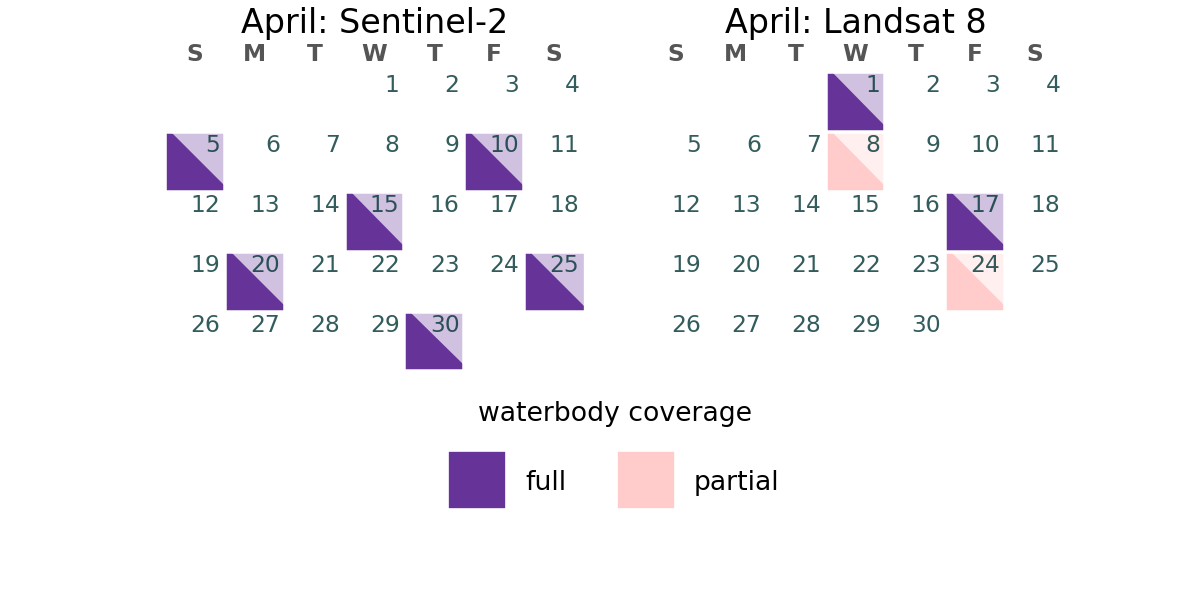 April: Sentinel-2
S M T W T F S
1 2 3 4
5 6 7 8 9 10 11
12 13 14 15 16 17 18
19 20 21 22 23 24 25
26 27 28 29 30
April: Landsat 8
S M T W T F S
1 2 3 4
5 6 7 8 9 10 11
12 13 14 15 16 17 18
19 20 21 22 23 24 25
26 27 28 29 30
waterbody coverage
full
partial